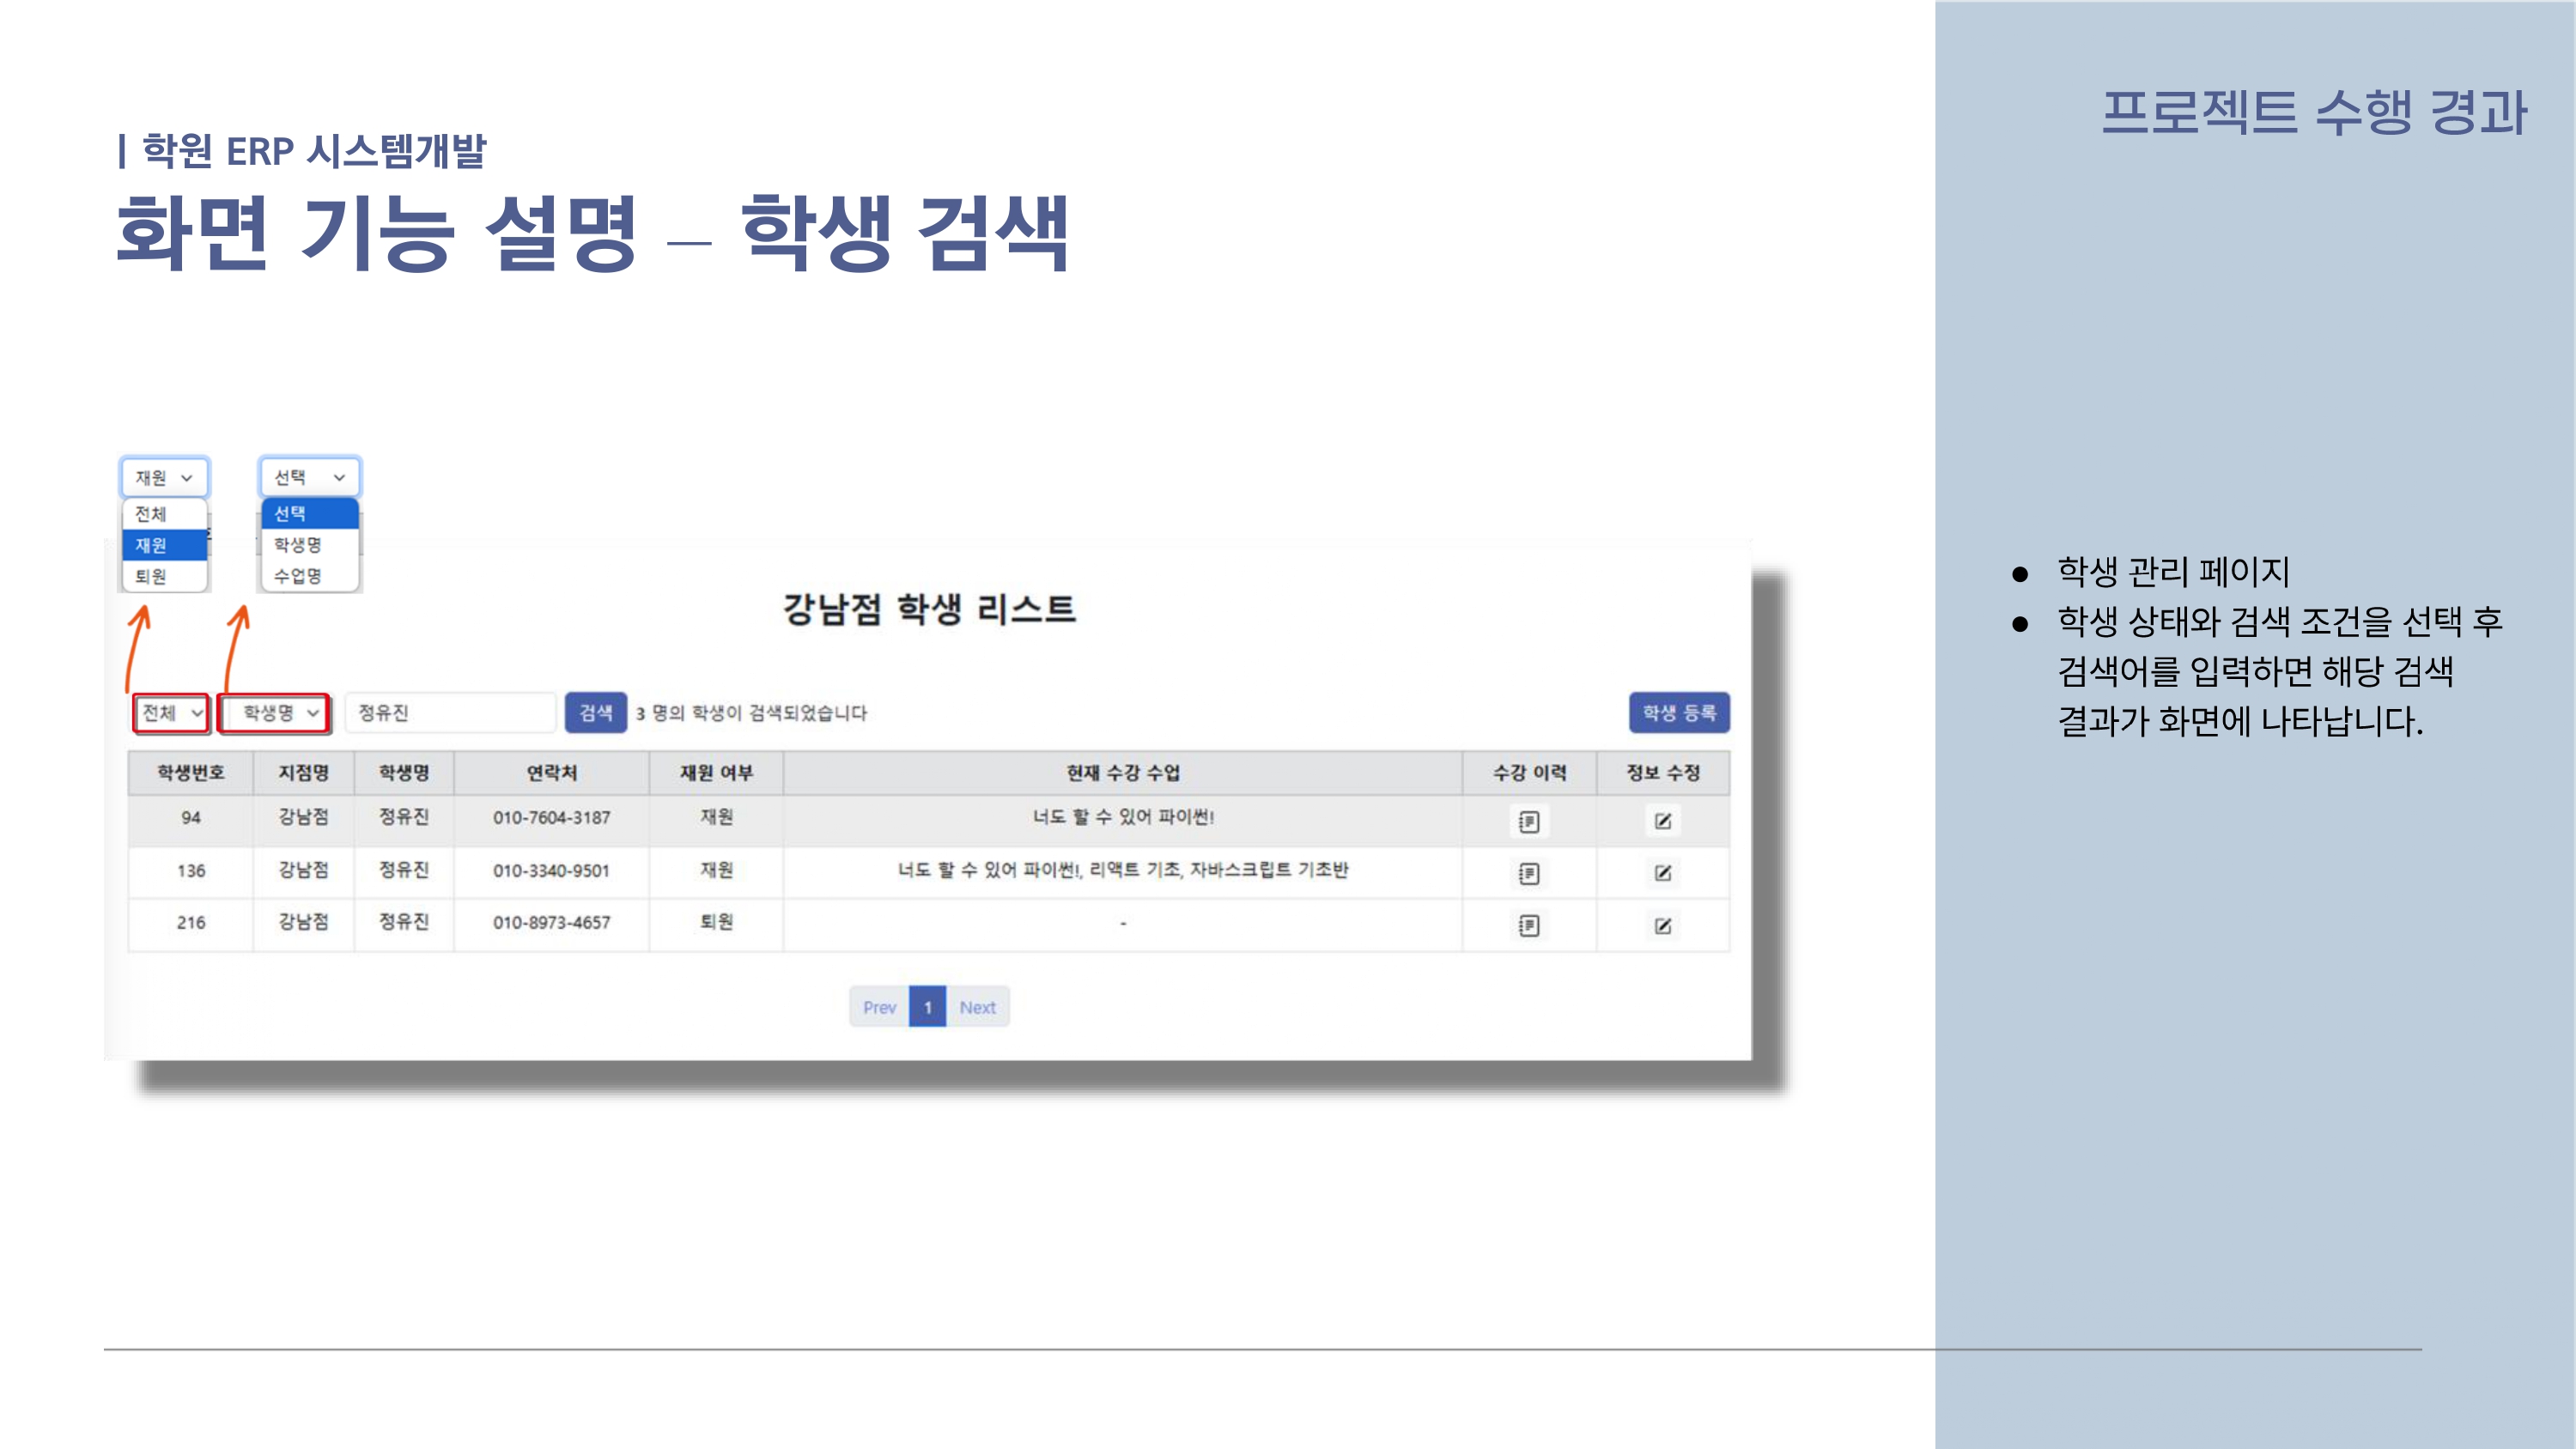 프로젝트 수행 경과
| 학원 ERP 시스템개발
화면 기능 설명 – 학생 검색
재원
전체
재원
퇴원
선택
선택
학생명
수업명
강남점 학생 리스트
전체 학생명 정유진 검색 3 명의 학생이 검색되었습니다 학생 등록
학생번호 지점명 학생명 연락처 재원 여부 현재 수강 수업 수강 이력 정보 수정
94 강남점 정유진 010-7604-3187 재원 너도 할 수 있어 파이썬!
136 강남점 정유진 010-3340-9501 재원 너도 할 수 있어 파이썬!, 리액트 기초, 자바스크립트 기초반
216 강남점 정유진 010-8973-4657 퇴원 -
Prev 1 Next
● 학생 관리 페이지
● 학생 상태와 검색 조건을 선택 후
검색어를 입력하면 해당 검색
결과가 화면에 나타납니다.